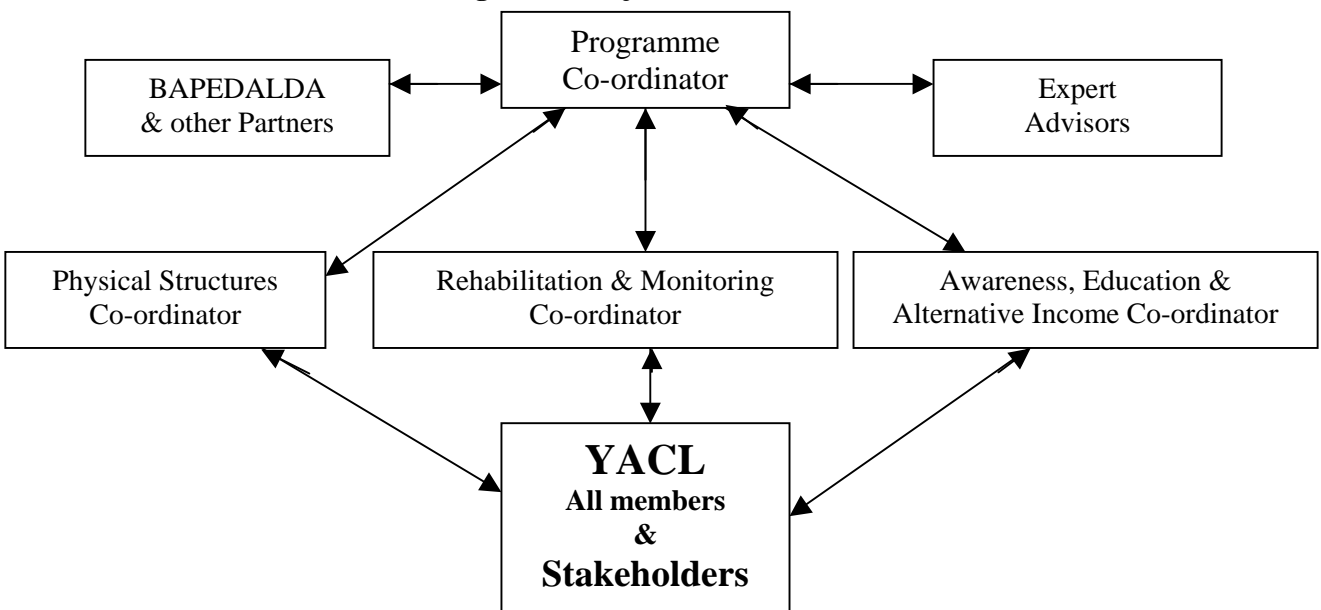 Programme
Co-ordinator
BAPEDALDA
& other Partners
Expert
Advisors
Physical Structures
Co-ordinator
Rehabilitation & Monitoring
Co-ordinator
Awareness, Education &
Alternative Income Co-ordinator
YACL
All members
&
Stakeholders